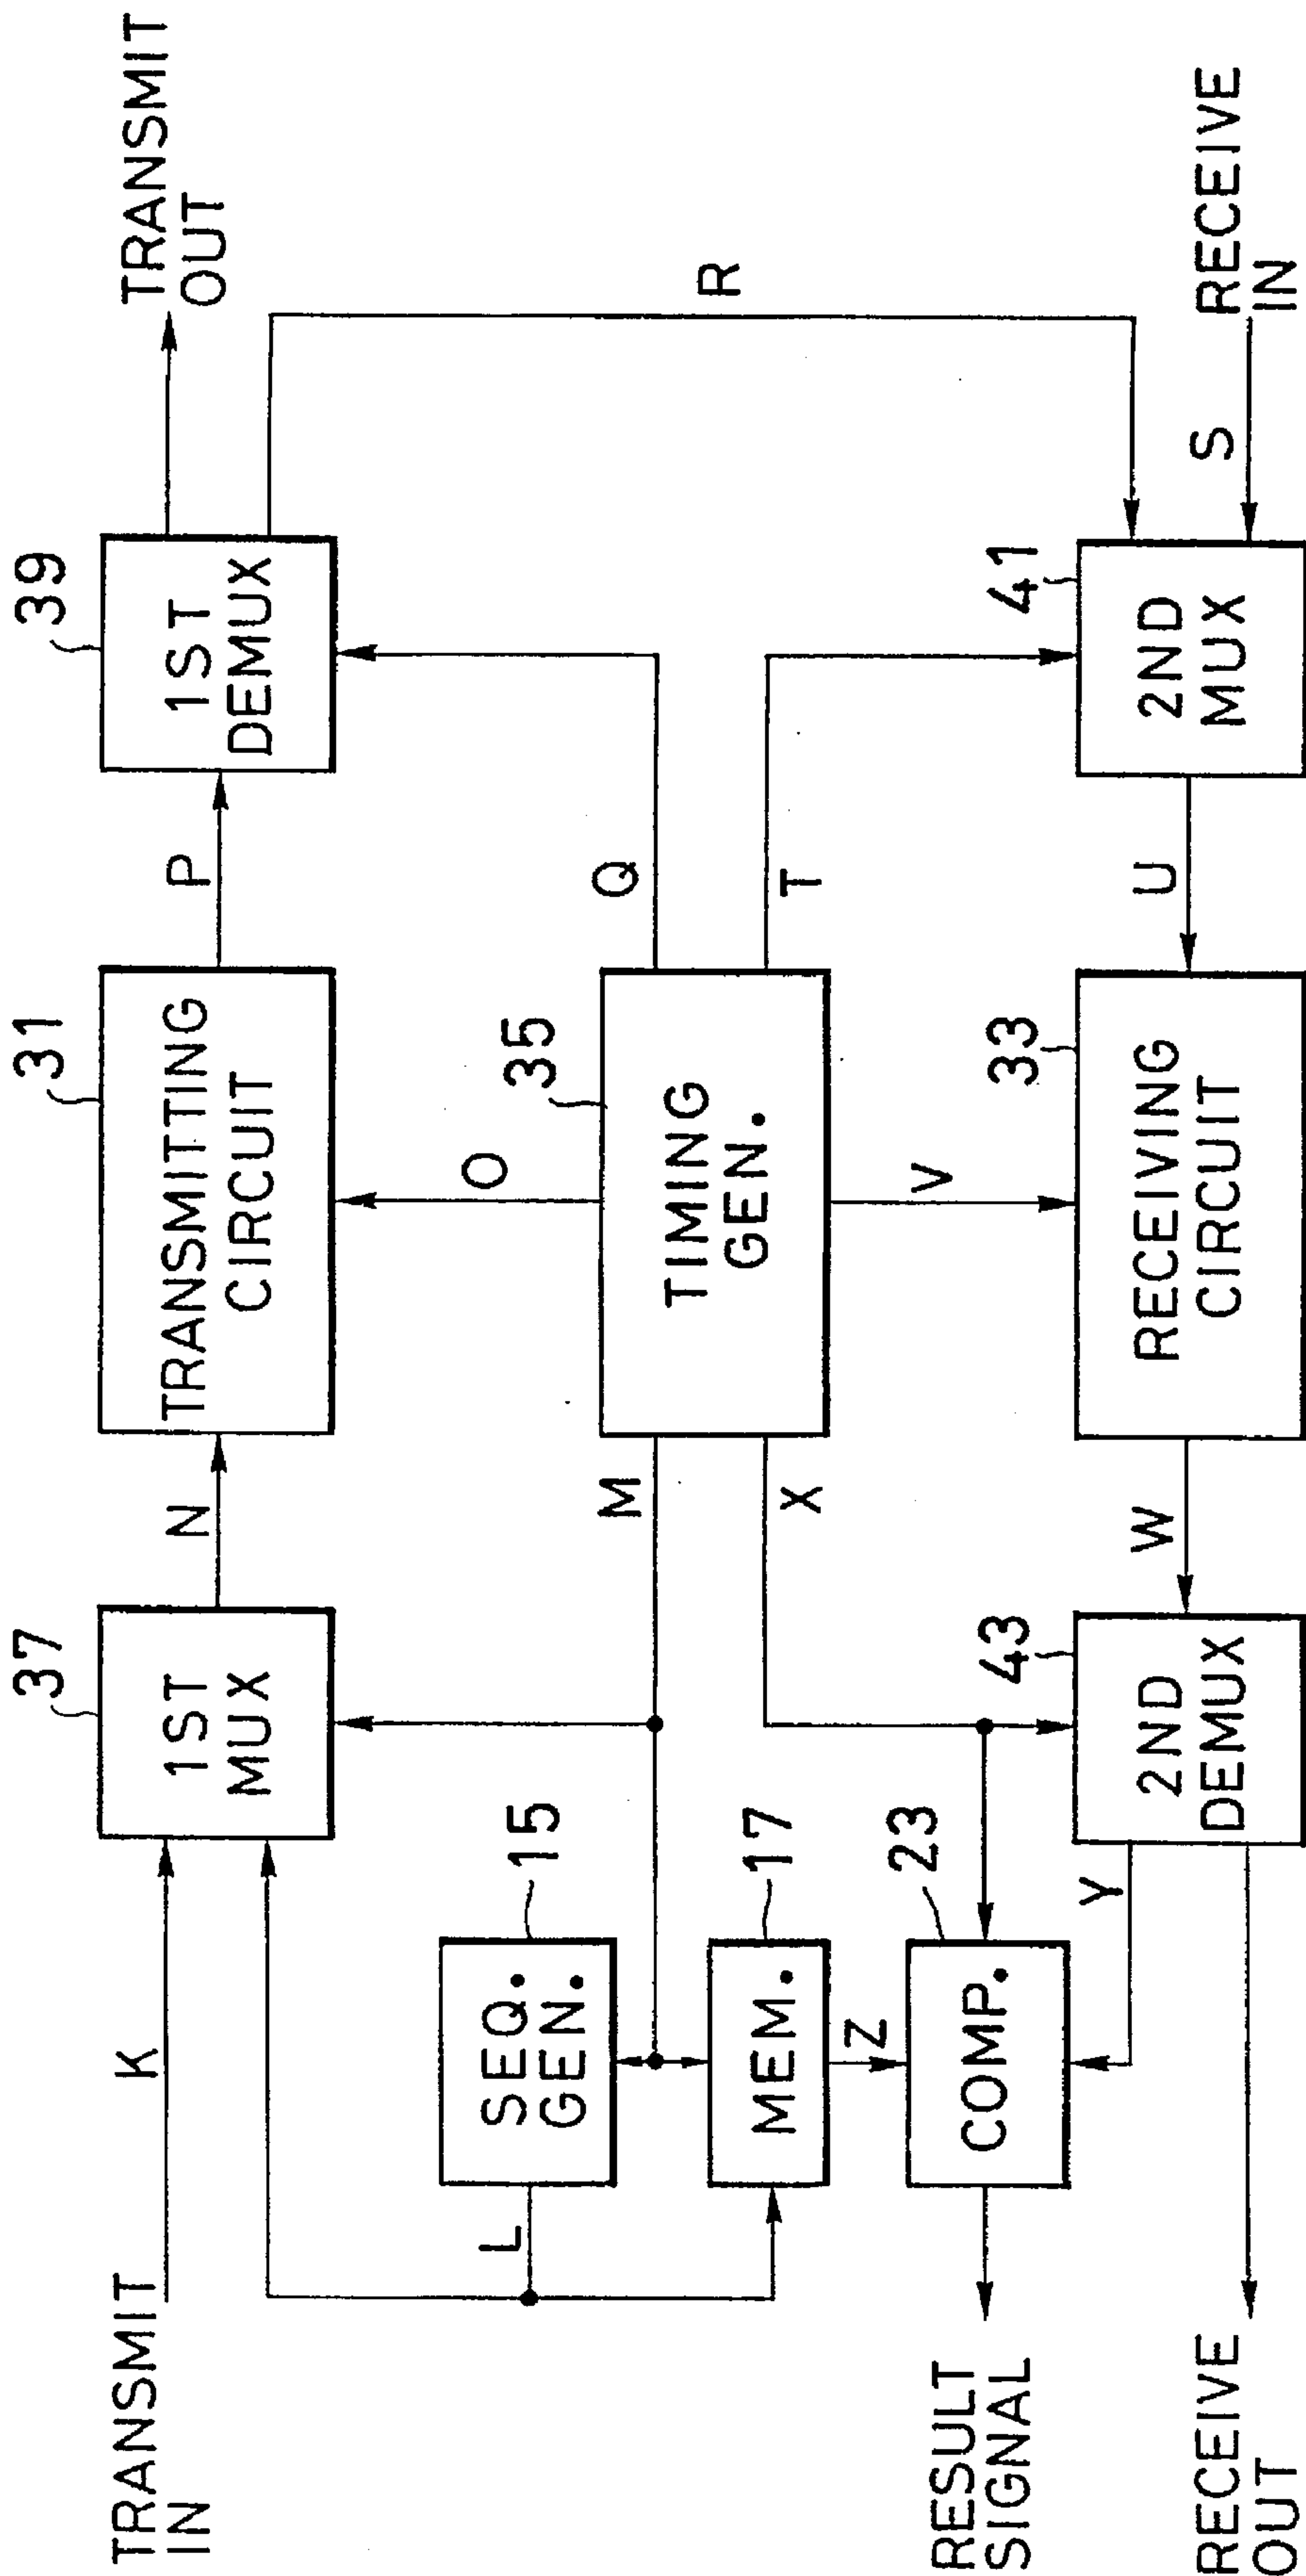 TRANSMIT
IN
K
37
1ST
MUX
N
31
TRANSMITTING
CIRCUIT
P
39
1ST
DEMUX
TRANSMIT
OUT
L
SEQ.
GEN.
15
M
O
35
TIMING
GEN.
Q
R
MEM.
17
X
T
Z
V
RESULT
SIGNAL
COMP.
23
Y
43
2ND
DEMUX
W
33
RECEIVING
CIRCUIT
U
41
2ND
MUX
S
RECEIVE
IN
RECEIVE
OUT